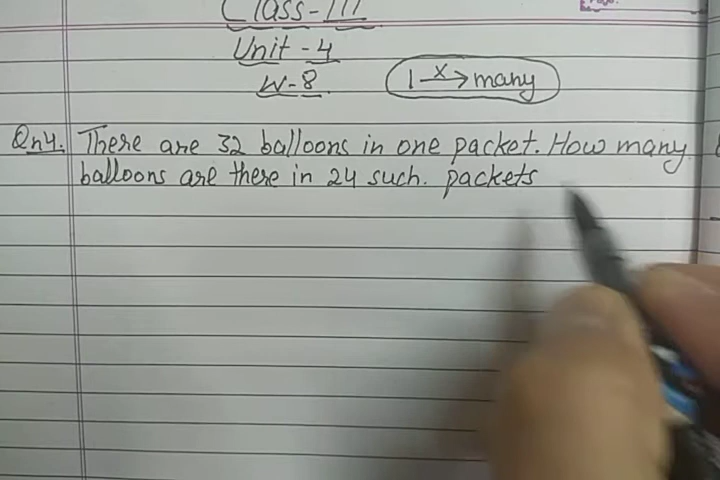 Class-III
Unit-4
W-8
1 x→ many
Qn4. There are 32 balloons in one packet. How many
balloons are there in 24 such. packets